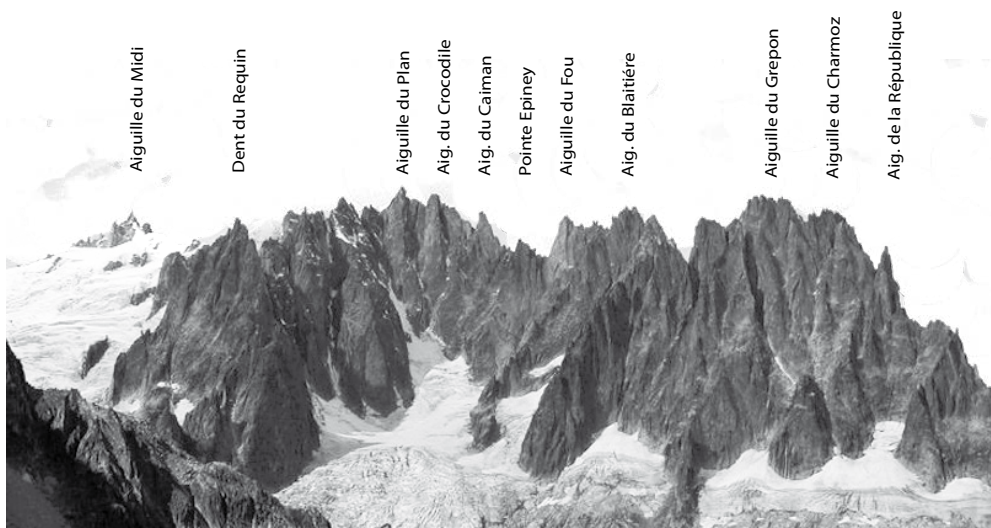 Aiguille du Midi
Dent du Requin
Aiguille du Plan
Aig. du Crocodile
Aig. du Caiman
Pointe Epiney
Aiguille du Fou
Aig. du Blaitiére
Aiguille du Grepon
Aiguille du Charmoz
Aig. de la République